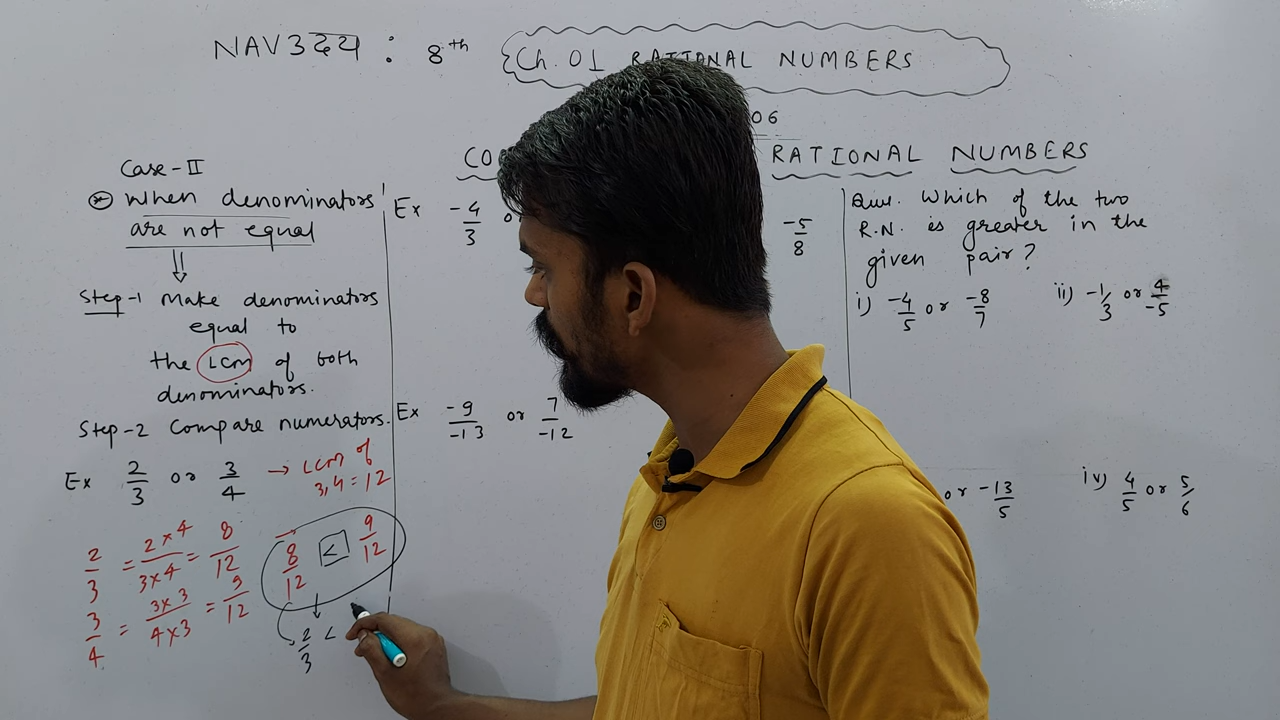 NAVउदय : 8th Ch. 01 RATIONAL NUMBERS
06
RATIONAL NUMBERS
Case-II
When denominators
are not equal
Step-1 Make denominators
equal to
the LCM of both
denominators.
Step-2 Compare numerators.
Ex 2/3 or 3/4 → LCM of
3,4 = 12
2/3 = 2×4/3×4 = 8/12
3/4 = 3×3/4×3 = 9/12
→ 8/12 < 9/12
2/3 <
Ex -4/3
-5/8
Ex -9/-13 or 7/-12
Ques. Which of the two
R.N. is greater in the
given pair?
i) -4/5 or -8/7 ii) -1/3 or 4/-5
or -13/5 iv) 4/5 or 5/6